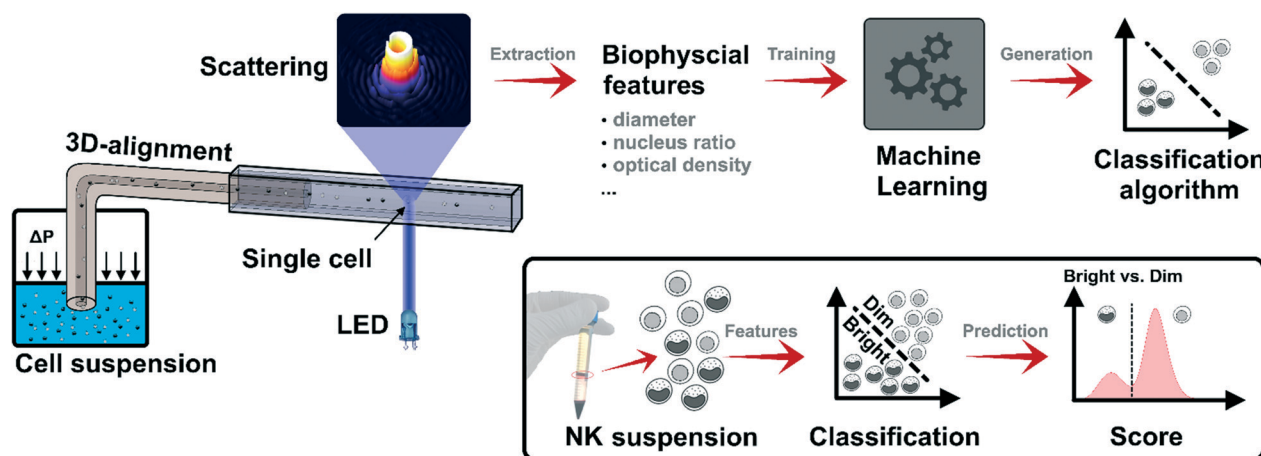 Scattering
Extraction
Biophyscial
features
• diameter
• nucleus ratio
• optical density
...
Training
Machine
Learning
Generation
Classification
algorithm
3D-alignment
ΔP
Single cell
LED
Cell suspension
NK suspension
Features
Dim
Bright
Classification
Prediction
Bright vs. Dim
Score